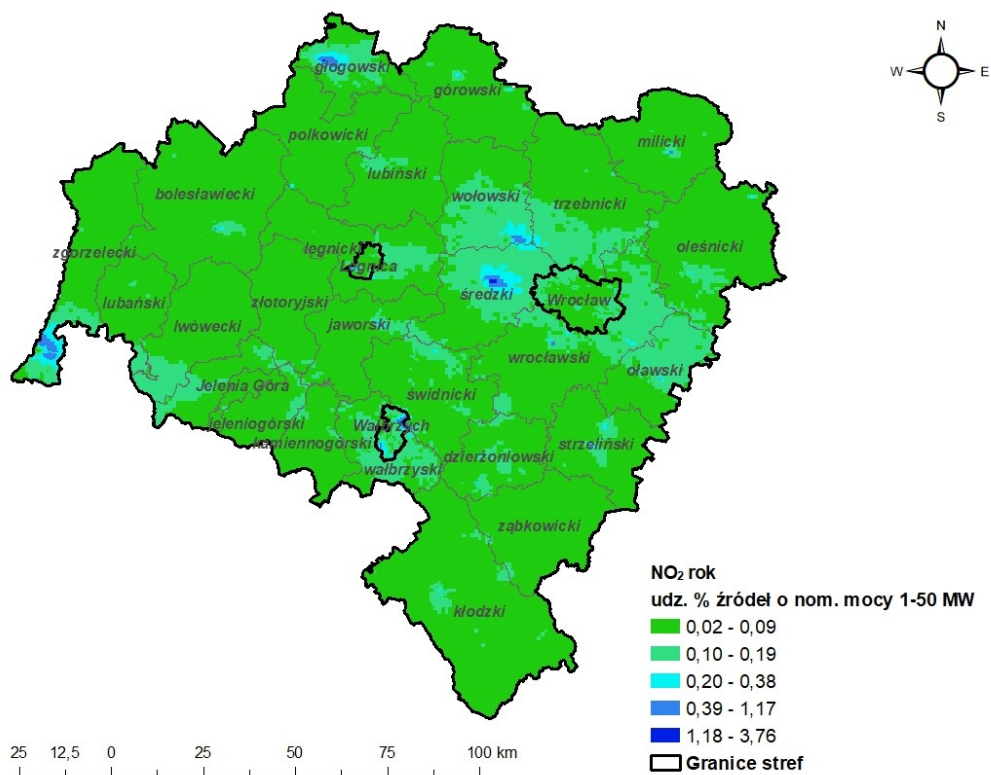 N
W E
S
głogowski
górowski
polkowicki
milicki
lubiński
bolesławiecki
wołowski
trzebnicki
zgorzelecki
legnicki
oleśnicki
Legnica
lubański
złotoryjski
średzki
Wrocław
lwówecki
jaworski
wrocławski
oławski
Jelenia Góra
świdnicki
jeleniogórski
Wałbrzych
kamiennogórski
strzeliński
dzierżoniowski
wałbrzyski
ząbkowicki
kłodzki
NO₂ rok
udz. % źródeł o nom. mocy 1-50 MW
0,02 - 0,09
0,10 - 0,19
0,20 - 0,38
0,39 - 1,17
1,18 - 3,76
Granice stref
25 12,5 0 25 50 75 100 km